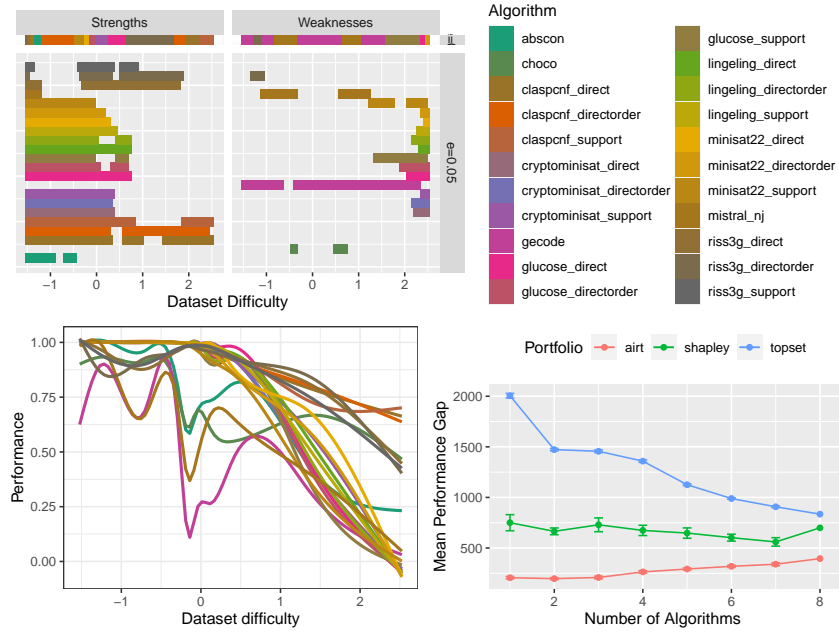 Strengths
Weaknesses
e=0.05
−1
0
1
2
−1
0
1
2
Dataset Difficulty
Algorithm
abscon
choco
claspcnf_direct
claspcnf_directorder
claspcnf_support
cryptominisat_direct
cryptominisat_directorder
cryptominisat_support
gecode
glucose_direct
glucose_directorder
glucose_support
lingeling_direct
lingeling_directorder
lingeling_support
minisat22_direct
minisat22_directorder
minisat22_support
mistral_nj
riss3g_direct
riss3g_directorder
riss3g_support
Performance
1.00
0.75
0.50
0.25
0.00
−1
0
1
2
Dataset difficulty
Portfolio
airt
shapley
topset
Mean Performance Gap
2000
1500
1000
500
2
4
6
8
Number of Algorithms